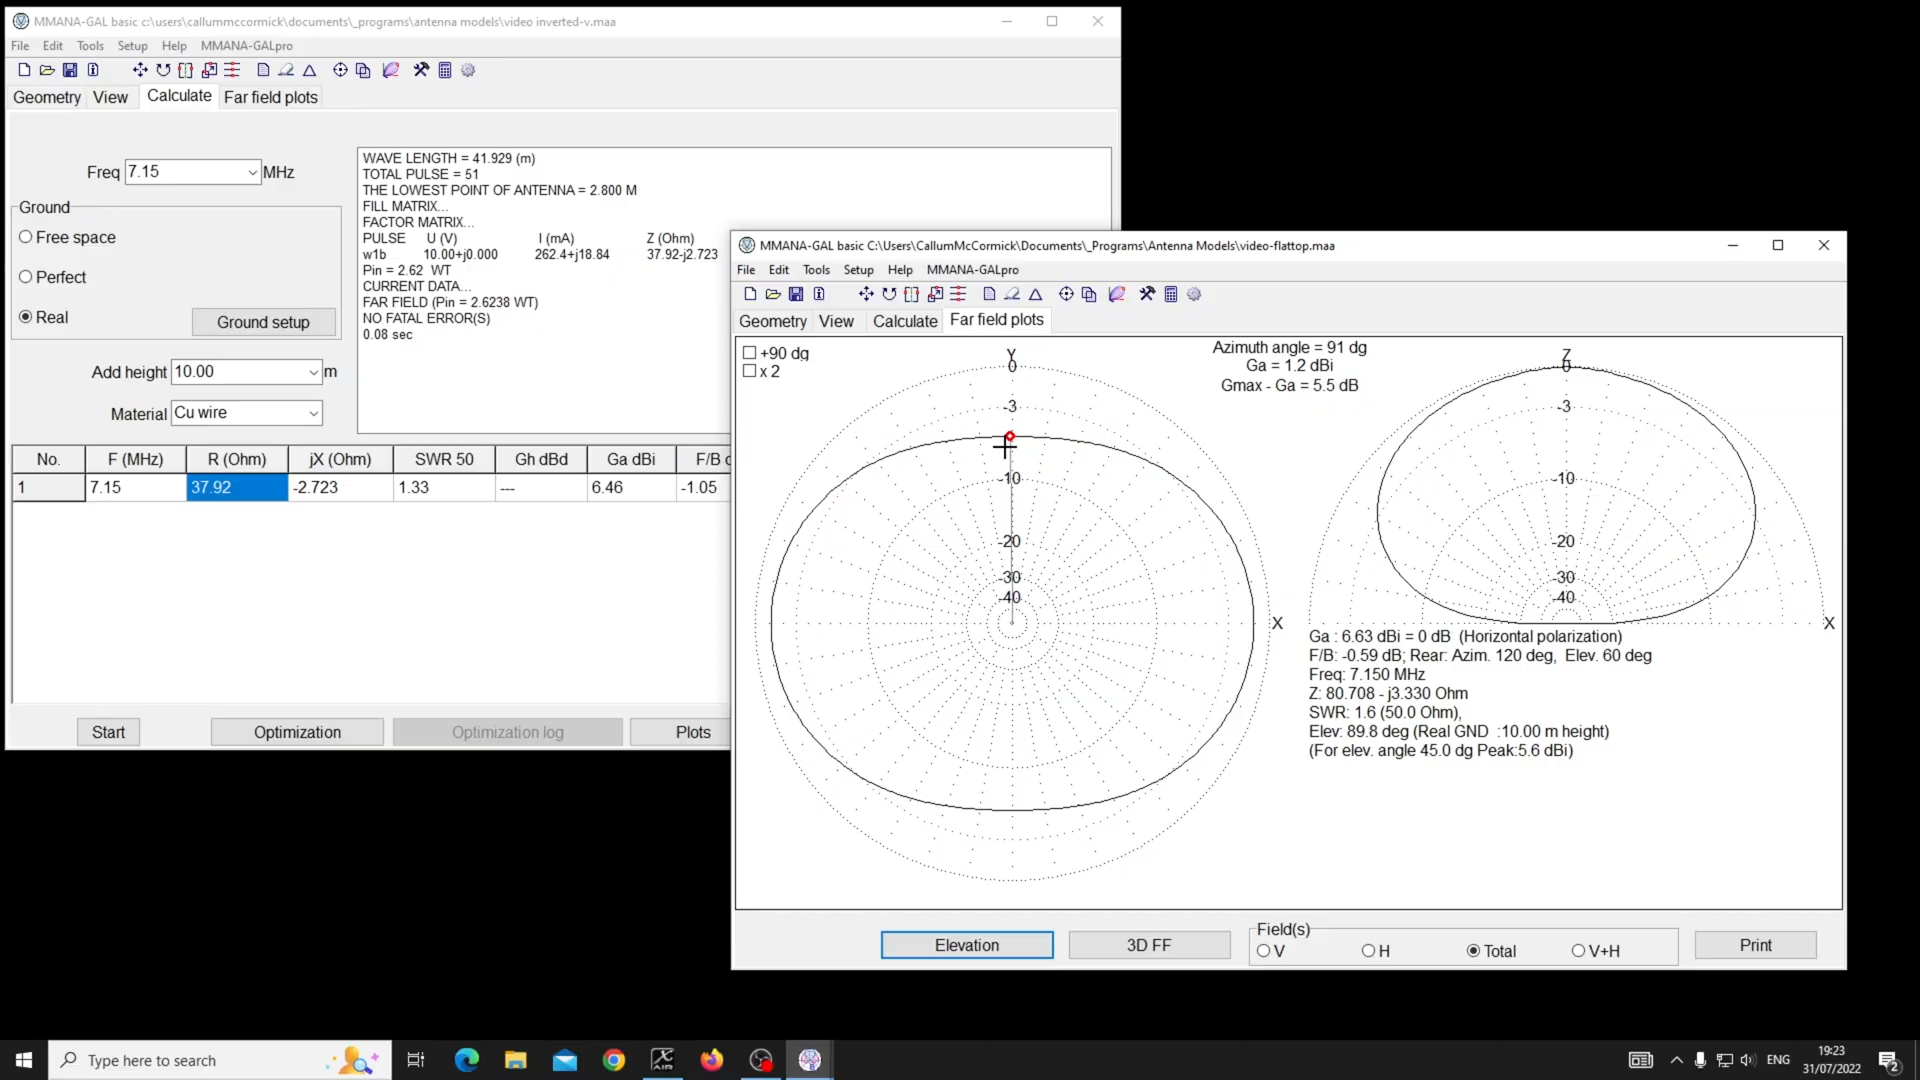 MMANA-GAL basic c:\users\callummccormick\documents\_programs\antenna models\video inverted-v.maa
File Edit Tools Setup Help MMANA-GALpro
Geometry View Calculate Far field plots
Freq 7.15 MHz
Ground
Free space
Perfect
Real
Ground setup
Add height 10.00 m
Material Cu wire
WAVE LENGTH = 41.929 (m)
TOTAL PULSE = 51
THE LOWEST POINT OF ANTENNA = 2.800 M
FILL MATRIX...
FACTOR MATRIX...
PULSE U (V) I (mA) Z (Ohm)
w1b 10.00+j0.000 262.4+j18.84 37.92-j2.723
Pin = 2.62 WT
CURRENT DATA...
FAR FIELD (Pin = 2.6238 WT)
NO FATAL ERROR(S)
0.08 sec
No. F (MHz) R (Ohm) jX (Ohm) SWR 50 Gh dBd Ga dBi F/B d
1 7.15 37.92 -2.723 1.33 --- 6.46 -1.05
Start Optimization Optimization log Plots
MMANA-GAL basic C:\Users\CallumMcCormick\Documents\_Programs\Antenna Models\video-flattop.maa
File Edit Tools Setup Help MMANA-GALpro
Geometry View Calculate Far field plots
+90 dg
x 2
Y
0
-3
-10
-20
-30
-40
X
Azimuth angle = 91 dg
Ga = 1.2 dBi
Gmax - Ga = 5.5 dB
Z
0
-3
-10
-20
-30
-40
X
Ga : 6.63 dBi = 0 dB (Horizontal polarization)
F/B: -0.59 dB; Rear: Azim. 120 deg, Elev. 60 deg
Freq: 7.150 MHz
Z: 80.708 - j3.330 Ohm
SWR: 1.6 (50.0 Ohm),
Elev: 89.8 deg (Real GND :10.00 m height)
(For elev. angle 45.0 dg Peak:5.6 dBi)
Elevation 3D FF
Field(s)
V H Total V+H
Print
Type here to search
X AIR
ENG
19:23
31/07/2022
2